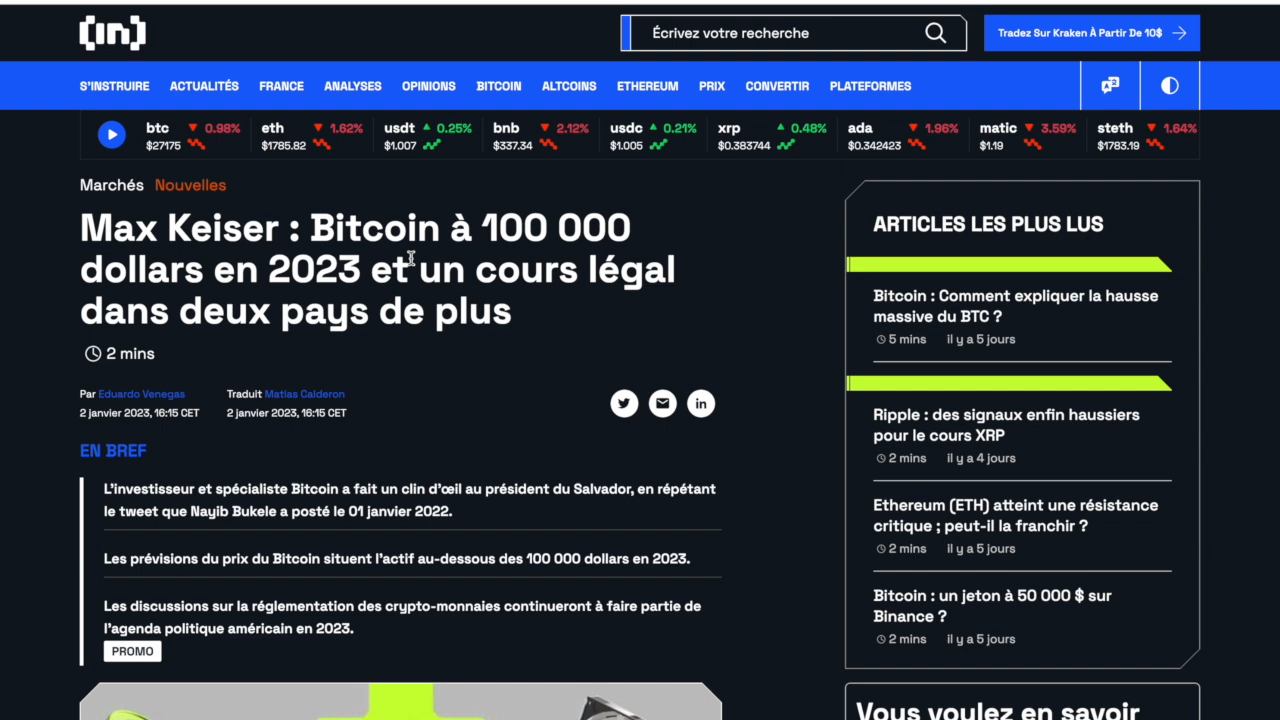 [in]
Écrivez votre recherche
Tradez Sur Kraken À Partir De 10$
S'INSTRUIRE ACTUALITÉS FRANCE ANALYSES OPINIONS BITCOIN ALTCOINS ETHEREUM PRIX CONVERTIR PLATEFORMES
btc 0.98% eth 1.62% usdt 0.25% bnb 2.12% usdc 0.21% xrp 0.48% ada 1.96% matic 3.59% steth 1.64%
$27175 $1785.82 $1.007 $337.34 $1.005 $0.383744 $0.342423 $1.19 $1783.19
Marchés Nouvelles
Max Keiser : Bitcoin à 100 000
dollars en 2023 et un cours légal
dans deux pays de plus
2 mins
Par Eduardo Venegas
2 janvier 2023, 16:15 CET
Traduit Matias Calderon
2 janvier 2023, 16:15 CET
EN BREF
L'investisseur et spécialiste Bitcoin a fait un clin d'œil au président du Salvador, en répétant
le tweet que Nayib Bukele a posté le 01 janvier 2022.
Les prévisions du prix du Bitcoin situent l'actif au-dessous des 100 000 dollars en 2023.
Les discussions sur la réglementation des crypto-monnaies continueront à faire partie de
l'agenda politique américain en 2023.
PROMO
ARTICLES LES PLUS LUS
Bitcoin : Comment expliquer la hausse
massive du BTC ?
5 mins il y a 5 jours
Ripple : des signaux enfin haussiers
pour le cours XRP
2 mins il y a 4 jours
Ethereum (ETH) atteint une résistance
critique ; peut-il la franchir ?
2 mins il y a 5 jours
Bitcoin : un jeton à 50 000 $ sur
Binance ?
2 mins il y a 5 jours
Vous voulez en savoir